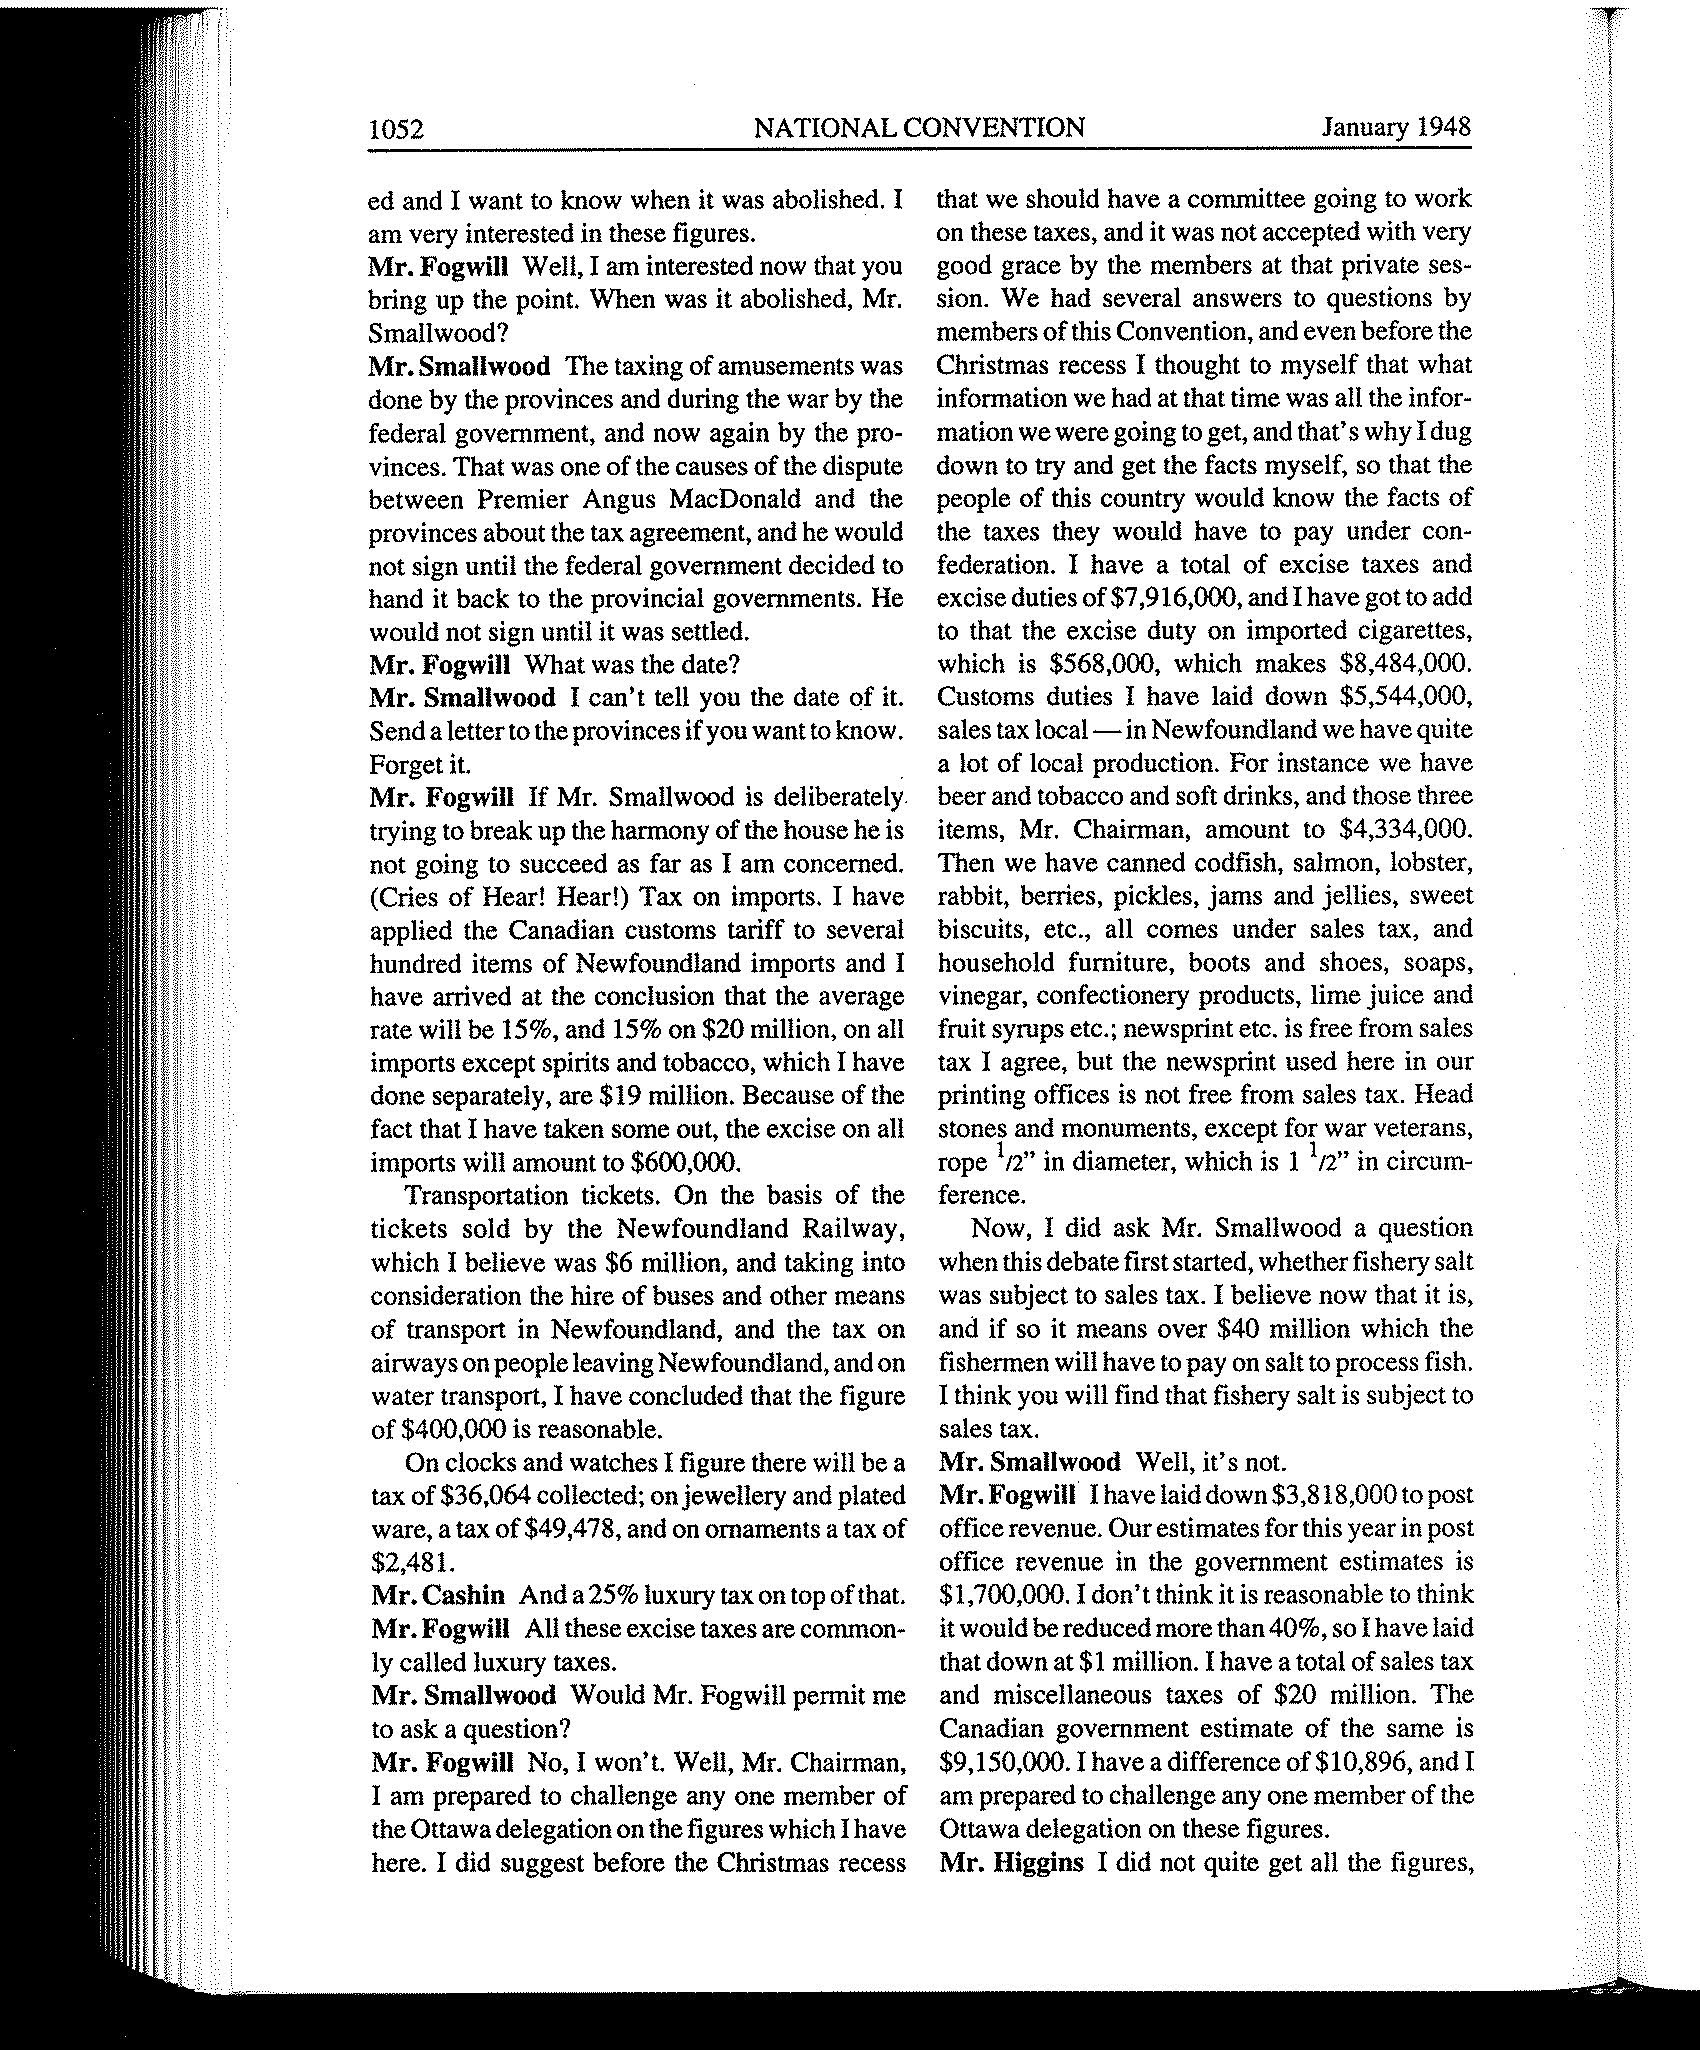 1052 NATIONAL CONVENTION January 1948
ed and I want to know when it was abolished. I
am very interested in these figures.
Mr. Fogwill Well, I am interested now that you
bring up the point. When was it abolished, Mr.
Smallwood?
Mr. Smallwood The taxing of amusements was
done by the provinces and during the war by the
federal government, and now again by the pro-
vinces. That was one of the causes of the dispute
between Premier Angus MacDonald and the
provinces about the tax agreement, and he would
not sign until the federal government decided to
hand it back to the provincial governments. He
would not sign until it was settled.
Mr. Fogwill What was the date?
Mr. Smallwood I can't tell you the date of it.
Send a letter to the provinces if you want to know.
Forget it.
Mr. Fogwill If Mr. Smallwood is deliberately
trying to break up the harmony of the house he is
not going to succeed as far as I am concerned.
(Cries of Hear! Hear!) Tax on imports. I have
applied the Canadian customs tariff to several
hundred items of Newfoundland imports and I
have arrived at the conclusion that the average
rate will be 15%, and 15% on $20 million, on all
imports except spirits and tobacco, which I have
done separately, are $19 million. Because of the
fact that I have taken some out, the excise on all
imports will amount to $600,000.
Transportation tickets. On the basis of the
tickets sold by the Newfoundland Railway,
which I believe was $6 million, and taking into
consideration the hire of buses and other means
of transport in Newfoundland, and the tax on
airways on people leaving Newfoundland, and on
water transport, I have concluded that the figure
of $400,000 is reasonable.
On clocks and watches I figure there will be a
tax of $36,064 collected; on jewellery and plated
ware, a tax of $49,478, and on ornaments a tax of
$2,481.
Mr. Cashin And a 25% luxury tax on top of that.
Mr. Fogwill All these excise taxes are common-
ly called luxury taxes.
Mr. Smallwood Would Mr. Fogwill permit me
to ask a question?
Mr. Fogwill No, I won't. Well, Mr. Chairman,
I am prepared to challenge any one member of
the Ottawa delegation on the figures which I have
here. I did suggest before the Christmas recess
that we should have a committee going to work
on these taxes, and it was not accepted with very
good grace by the members at that private ses-
sion. We had several answers to questions by
members of this Convention, and even before the
Christmas recess I thought to myself that what
information we had at that time was all the infor-
mation we were going to get, and that's why I dug
down to try and get the facts myself, so that the
people of this country would know the facts of
the taxes they would have to pay under con-
federation. I have a total of excise taxes and
excise duties of $7,916,000, and I have got to add
to that the excise duty on imported cigarettes,
which is $568,000, which makes $8,484,000.
Customs duties I have laid down $5,544,000,
sales tax local — in Newfoundland we have quite
a lot of local production. For instance we have
beer and tobacco and soft drinks, and those three
items, Mr. Chairman, amount to $4,334,000.
Then we have canned codfish, salmon, lobster,
rabbit, berries, pickles, jams and jellies, sweet
biscuits, etc., all comes under sales tax, and
household furniture, boots and shoes, soaps,
vinegar, confectionery products, lime juice and
fruit syrups etc.; newsprint etc. is free from sales
tax I agree, but the newsprint used here in our
printing offices is not free from sales tax. Head
stones and monuments, except for war veterans,
rope 1/2" in diameter, which is 1 1/2" in circum-
ference.
Now, I did ask Mr. Smallwood a question
when this debate first started, whether fishery salt
was subject to sales tax. I believe now that it is,
and if so it means over $40 million which the
fishermen will have to pay on salt to process fish.
I think you will find that fishery salt is subject to
sales tax.
Mr. Smallwood Well, it's not.
Mr. Fogwill I have laid down $3,818,000 to post
office revenue. Our estimates for this year in post
office revenue in the government estimates is
$1,700,000. I don't think it is reasonable to think
it would be reduced more than 40%, so I have laid
that down at $1 million. I have a total of sales tax
and miscellaneous taxes of $20 million. The
Canadian government estimate of the same is
$9,150,000. I have a difference of $10,896, and I
am prepared to challenge any one member of the
Ottawa delegation on these figures.
Mr. Higgins I did not quite get all the figures,